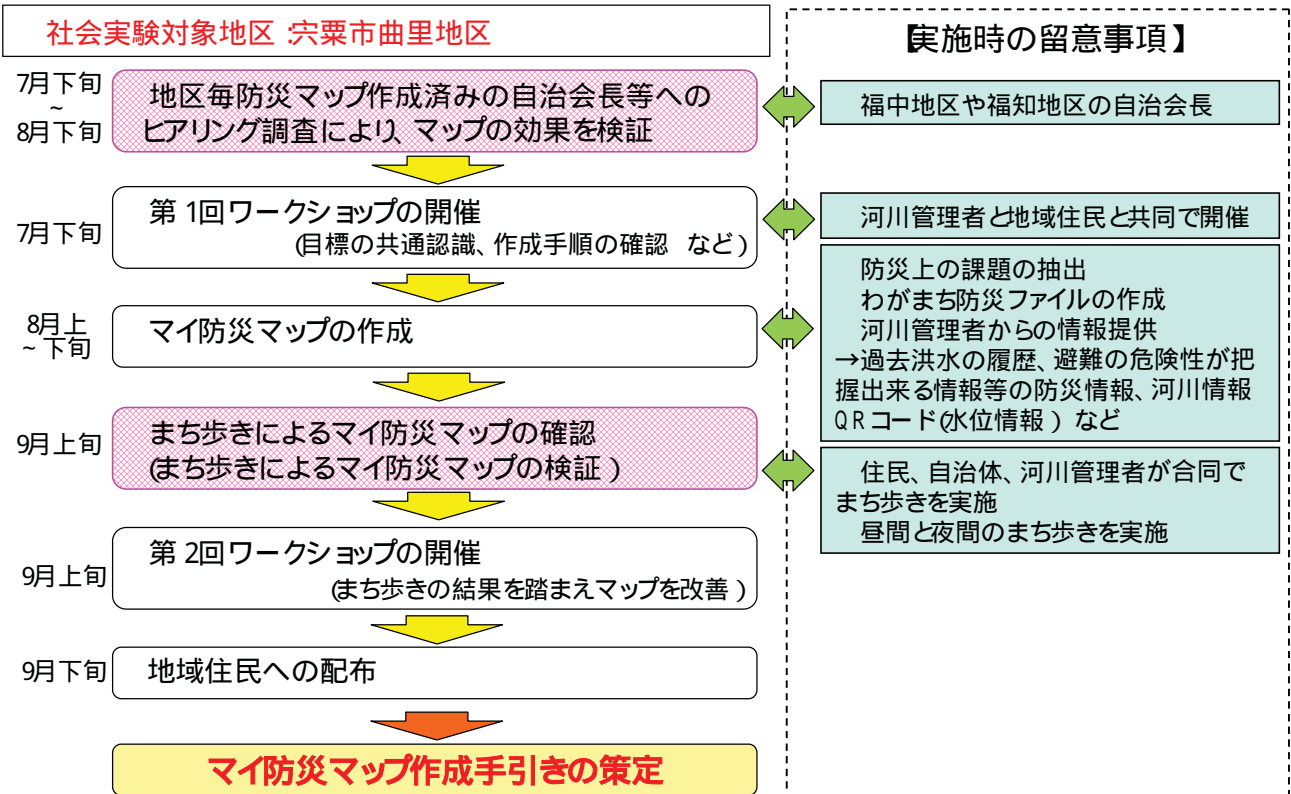 社会実験対象地区:宍粟市曲里地区
【実施時の留意事項】
7月下旬
~
8月下旬
地区毎防災マップ作成済みの自治会長等への
ヒアリング調査により、マップの効果を検証
福中地区や福知地区の自治会長
7月下旬
第1回ワークショップの開催
(目標の共通認識、作成手順の確認 など)
河川管理者と地域住民と共同で開催
8月上
~下旬
マイ防災マップの作成
防災上の課題の抽出
わがまち防災ファイルの作成
河川管理者からの情報提供
→過去洪水の履歴、避難の危険性が把
握出来る情報等の防災情報、河川情報
QRコード(水位情報)など
9月上旬
まち歩きによるマイ防災マップの確認
(まち歩きによるマイ防災マップの検証)
住民、自治体、河川管理者が合同で
まち歩きを実施
昼間と夜間のまち歩きを実施
9月上旬
第2回ワークショップの開催
(まち歩きの結果を踏まえマップを改善)
9月下旬
地域住民への配布
マイ防災マップ作成手引きの策定